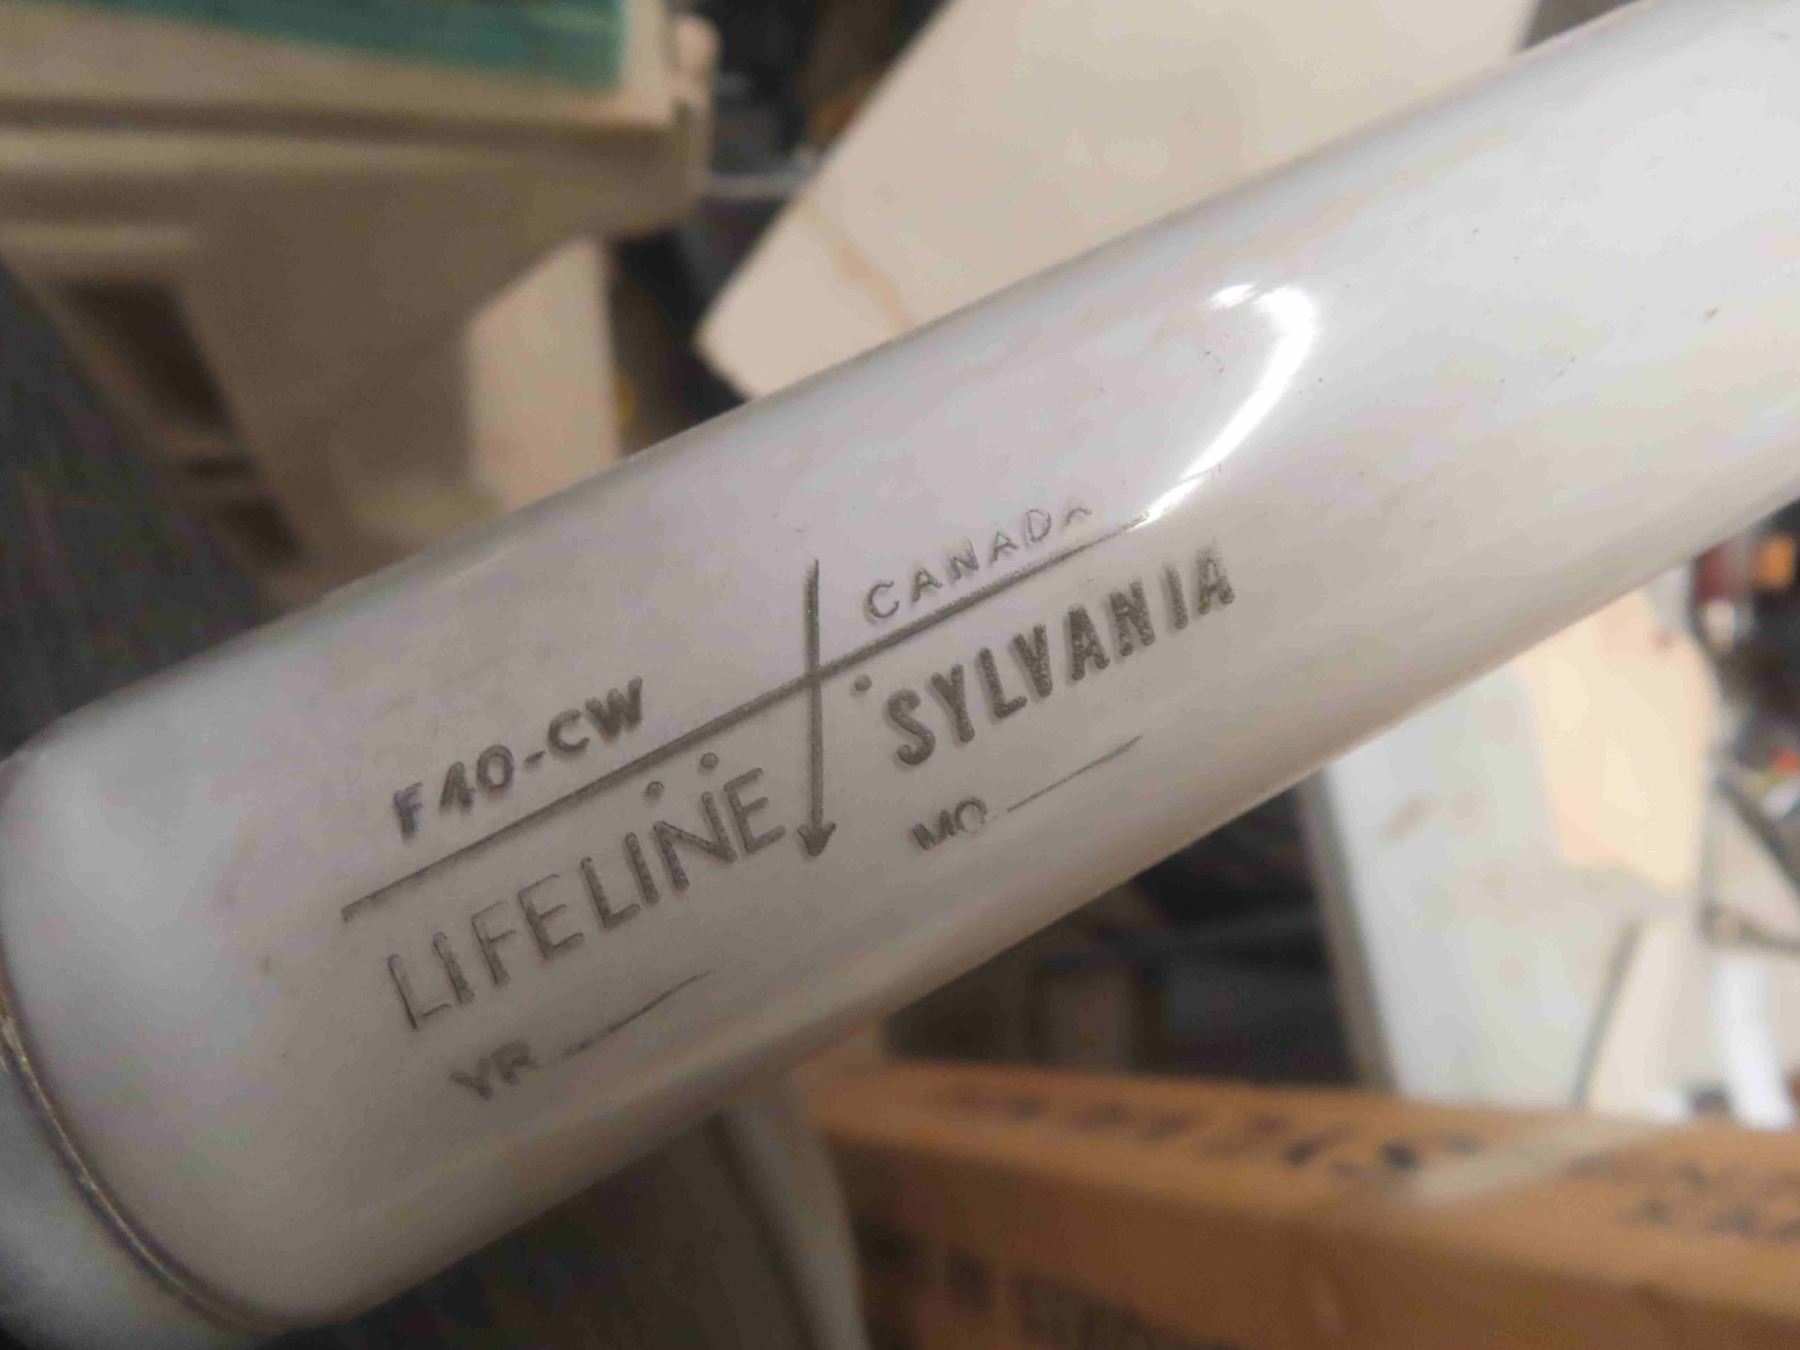 F40-CW
CANADA
LIFELINE
SYLVANIA
YR
MO.